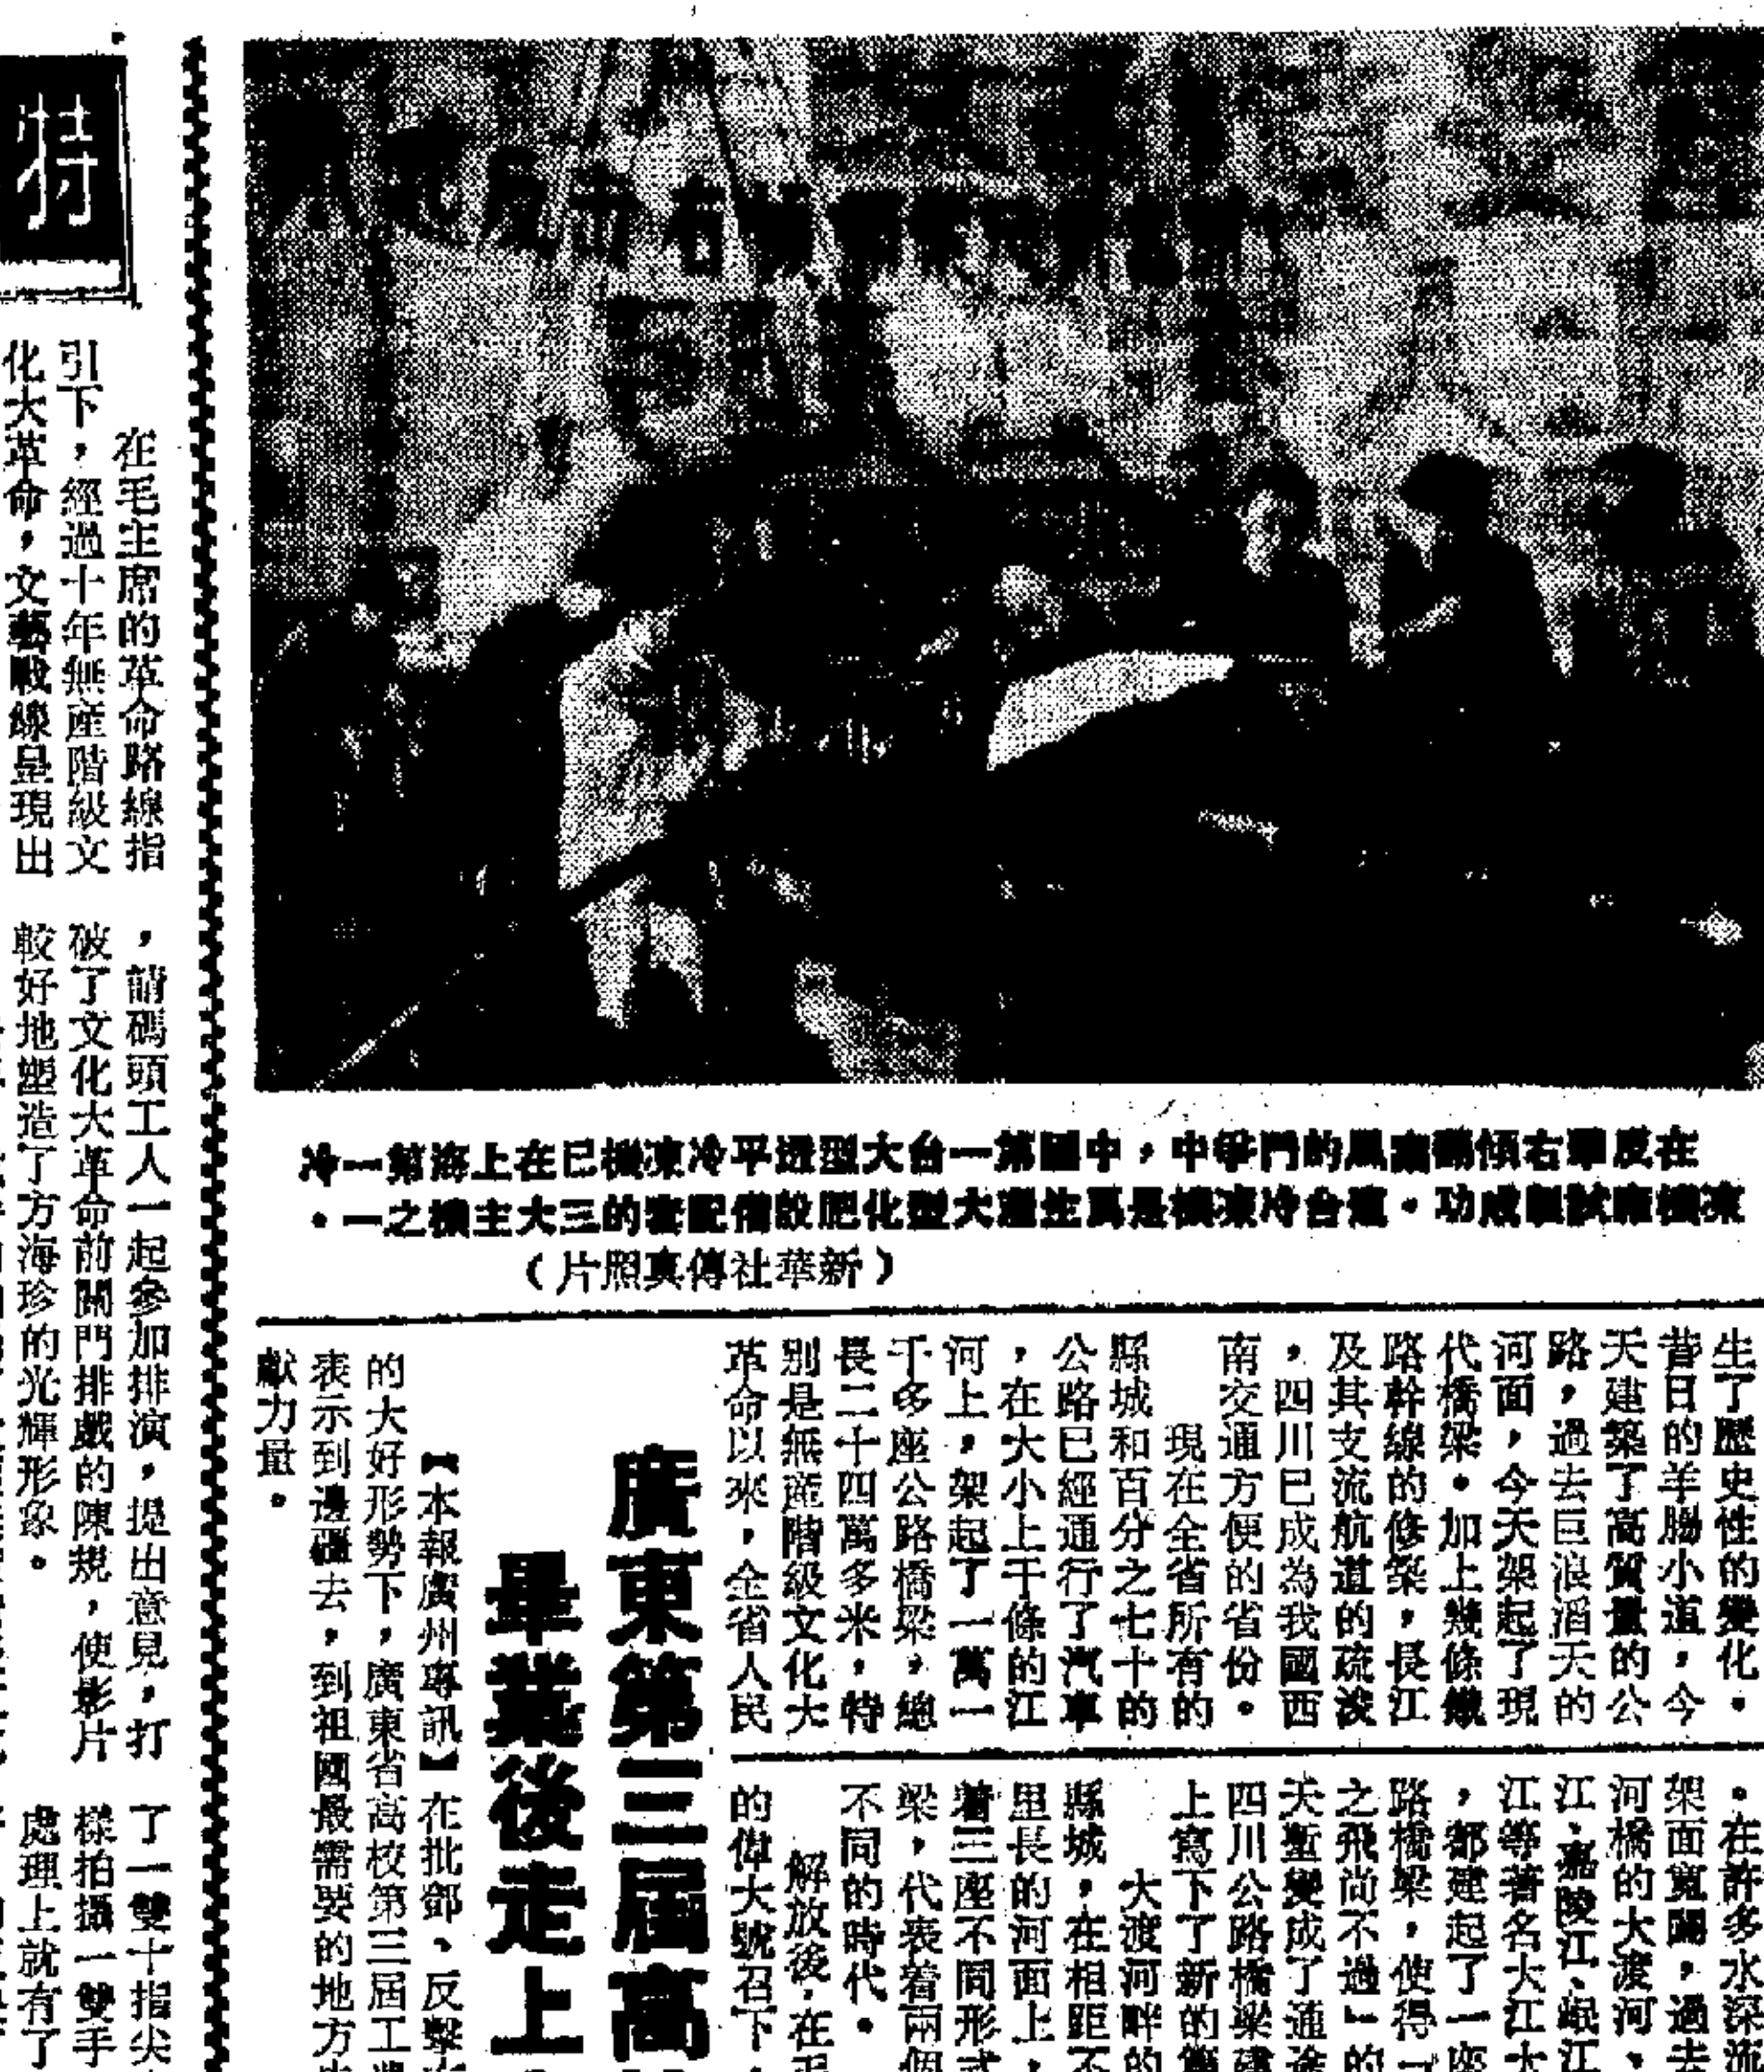 在反擊右傾翻案風的鬥爭中，中國第一台大型透平冷凍機已在上海第一冷
凍機廠試製成功。這台冷凍機是爲生產大型化肥設備配套的三大主機之一。
（新華社傳真照片）
生了歷史性的變化。
昔日的羊腸小道，今
天建築了高質量的公
路，過去巨浪滔天的
河面，今天架起了現
代橋梁。加上幾條鐵
路幹線的修築，長江
及其支流航道的疏浚
，四川已成為我國西
南交通方便的省份。
現在全省所有的
縣城和百分之七十的
公路已經通行了汽車
，在大小上千條的江
河上，架起了一萬一
千多座公路橋梁，總
長二十四萬多米，特
別是無產階級文化大
革命以來，全省人民
。在許多水深流
架面寬闊，過去
河橋的大渡河、
江、嘉陵江、岷江
江等著名大江大
，都建起了一座
路橋梁，使得「
之飛尚不過」的
天塹變成了通途
四川公路橋梁建
上寫下了新的篇
大渡河畔的
縣城，在相距不
里長的河面上，
着三座不同形式
梁，代表着兩個
不同的時代。
解放後，在毛
的偉大號召下，
廣東第三屆高
畢業後走上
【本報廣州專訊】在批鄧、反擊右
的大好形勢下，廣東省高校第三屆工農
表示到邊疆去，到祖國最需要的地方
獻力量。
特
在毛主席的革命路線指
引下，經過十年無產階級文
化大革命，文藝戰線呈現出
，請碼頭工人一起參加排演，提出意見，打
破了文化大革命前關門排戲的陳規，使影片
較好地塑造了方海珍的光輝形象。
了一雙十指尖
樣拍攝一雙手
處理上就有了